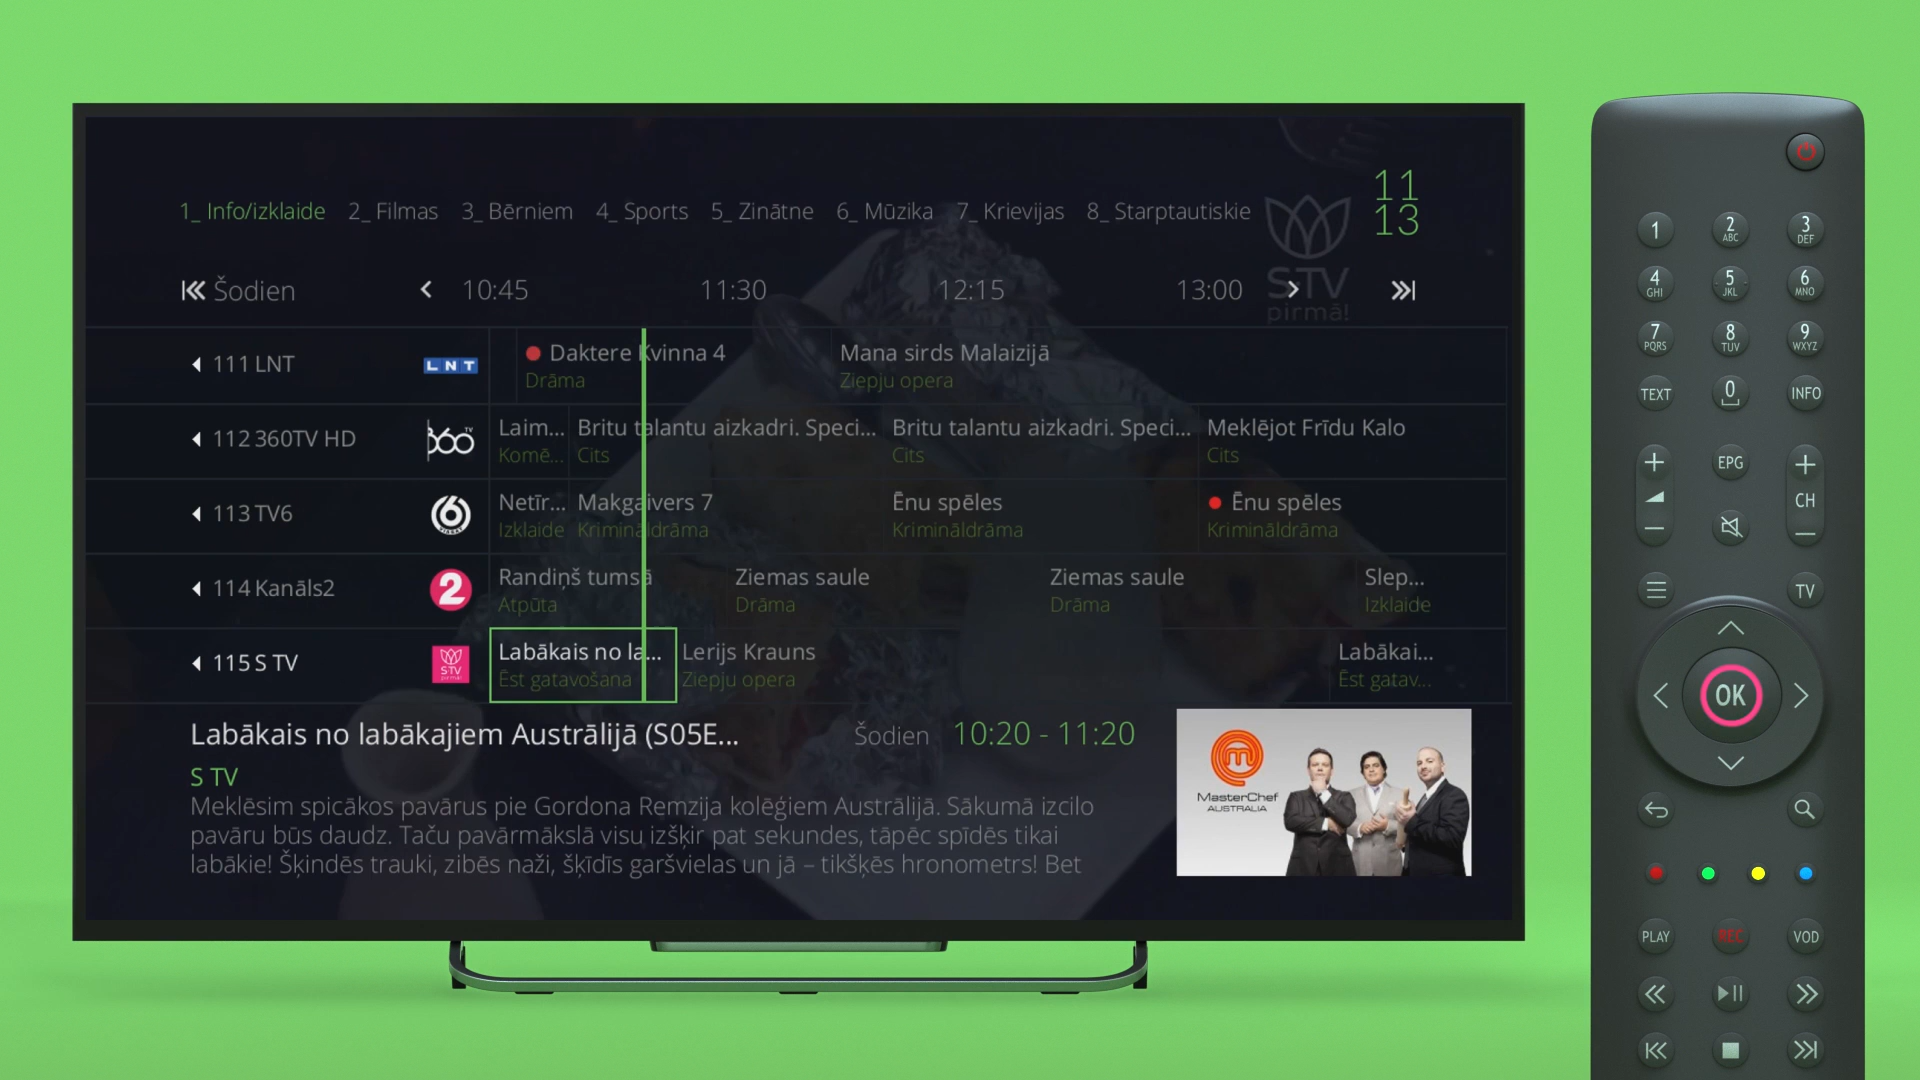 1_ Info/izklaide 2_ Filmas 3_ Bērniem 4_ Sports 5_ Zinātne 6_ Mūzika 7_ Krievijas 8_ Starptautiskie
11
13
STV
pirmā!
Šodien 10:45 11:30 12:15 13:00
111 LNT LNT Daktere Kvinna 4 Mana sirds Malaizijā
Drāma Ziepju opera
112 360TV HD 360 TV Laim... Britu talantu aizkadri. Speci... Britu talantu aizkadri. Speci... Meklējot Frīdu Kalo
Komē... Cits Cits Cits
113 TV6 6 Netīr... Makgaivers 7 Ēnu spēles Ēnu spēles
Izklaide Krimināldrāma Krimināldrāma Krimināldrāma
114 Kanāls2 2 Randiņš tumsā Ziemas saule Ziemas saule Slep...
Atpūta Drāma Drāma Izklaide
115 S TV STV pirmā! Labākais no la... Lerijs Krauns Labākai...
Ēst gatavošana Ziepju opera Ēst gatav...
Labākais no labākajiem Austrālijā (S05E... Šodien 10:20 - 11:20
S TV
Meklēsim spicākos pavārus pie Gordona Remzija kolēģiem Austrālijā. Sākumā izcilo
pavāru būs daudz. Taču pavārmākslā visu izšķir pat sekundes, tāpēc spīdēs tikai
labākie! Šķindēs trauki, zibēs naži, šķīdīs garšvielas un jā – tikšķēs hronometrs! Bet
MasterChef
AUSTRALIA
1 2 ABC 3 DEF
4 GHI 5 JKL 6 MNO
7 PQRS 8 TUV 9 WXYZ
TEXT 0 INFO
+ EPG +
CH
TV
OK
PLAY REC VOD